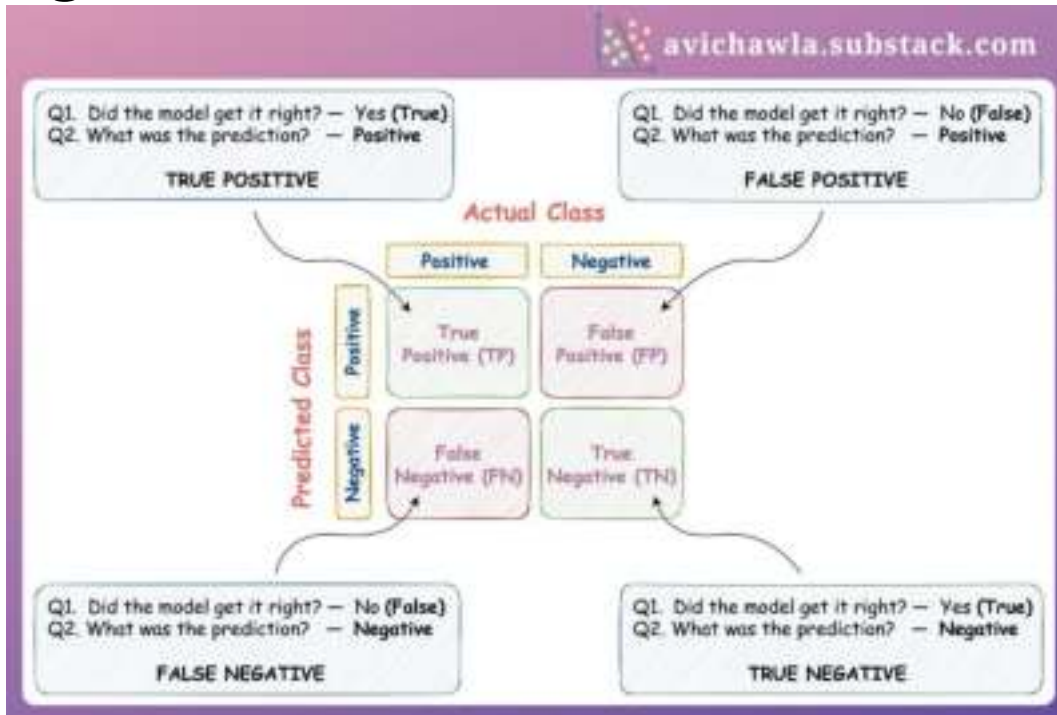 avichawla.substack.com
Q1. Did the model get it right? – Yes (True)
Q2. What was the prediction? – Positive
TRUE POSITIVE
Q1. Did the model get it right? – No (False)
Q2. What was the prediction? – Positive
FALSE POSITIVE
Actual Class
Positive
Negative
Predicted Class
Positive
True
Positive (TP)
False
Positive (FP)
Negative
False
Negative (FN)
True
Negative (TN)
Q1. Did the model get it right? – No (False)
Q2. What was the prediction? – Negative
FALSE NEGATIVE
Q1. Did the model get it right? – Yes (True)
Q2. What was the prediction? – Negative
TRUE NEGATIVE